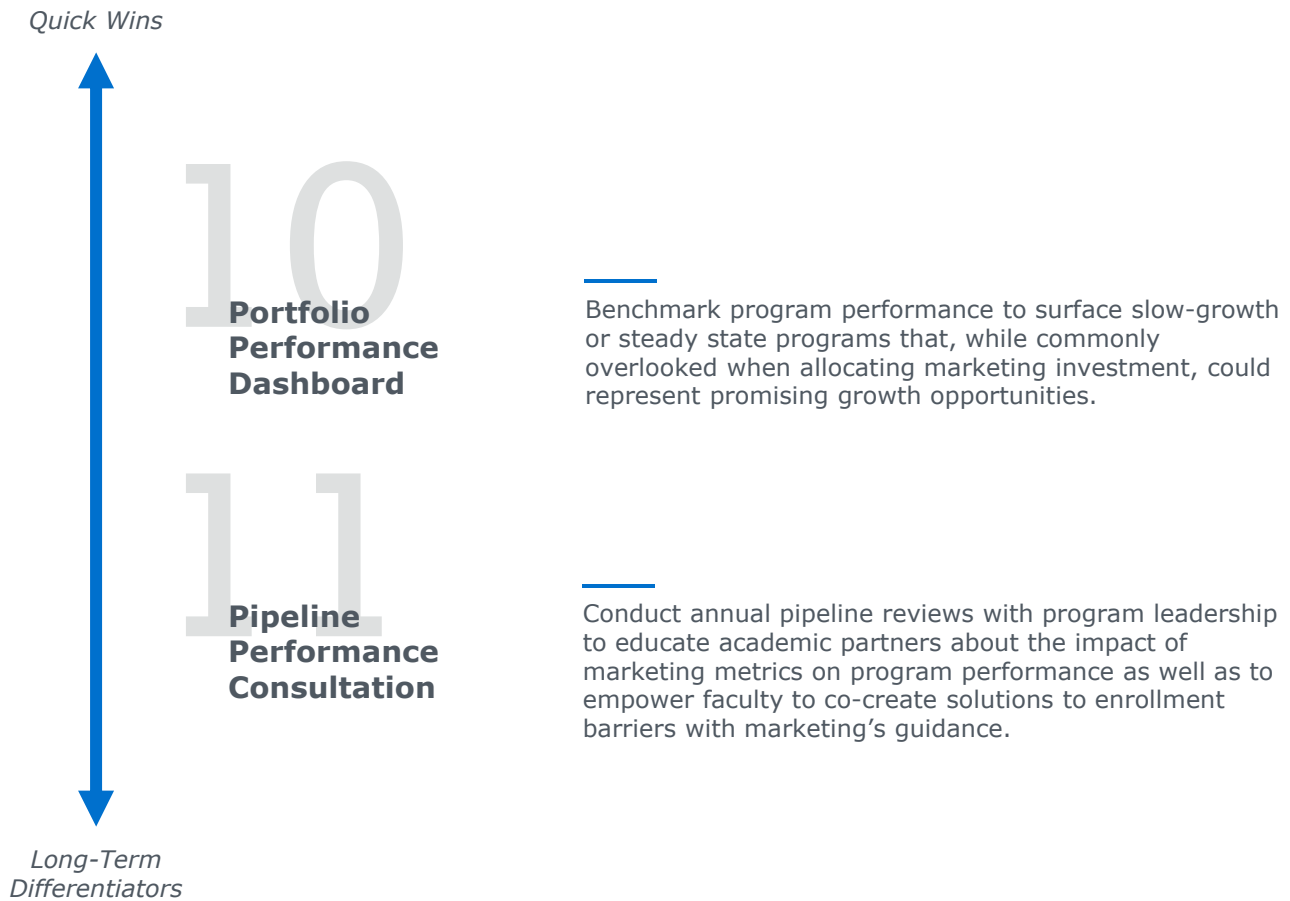 Quick Wins
10
Portfolio
Performance
Dashboard
Benchmark program performance to surface slow-growth
or steady state programs that, while commonly
overlooked when allocating marketing investment, could
represent promising growth opportunities.
11
Pipeline
Performance
Consultation
Conduct annual pipeline reviews with program leadership
to educate academic partners about the impact of
marketing metrics on program performance as well as to
empower faculty to co-create solutions to enrollment
barriers with marketing’s guidance.
Long-Term
Differentiators